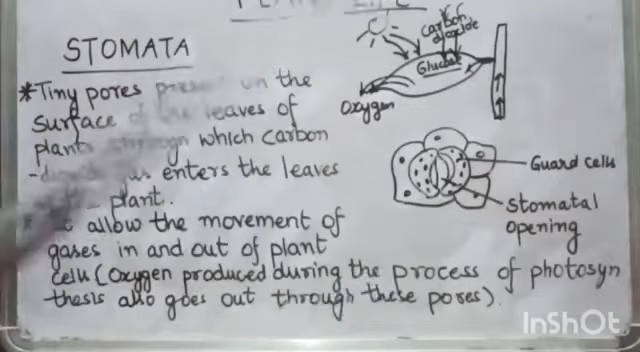 STOMATA
*Tiny pores present on the
surface of the leaves of
plants through which carbon
enters the leaves
plant.
allow the movement of
gases in and out of plant
cells (Oxygen produced during the process of photosyn
thesis also goes out through these pores).
carbon
dioxide
Glucose
Oxygen
Guard cells
Stomatal
opening
InShOt